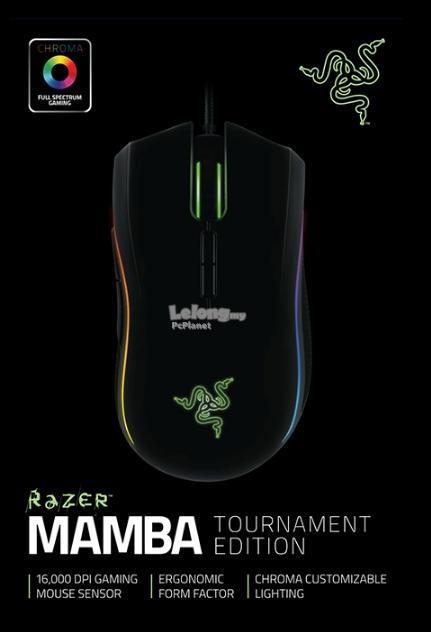 CHROMA
FULL SPECTRUM
GAMING
Lelong.my
PcPlanet
RAZER™
MAMBA
TOURNAMENT
EDITION
16,000 DPI GAMING
MOUSE SENSOR
ERGONOMIC
FORM FACTOR
CHROMA CUSTOMIZABLE
LIGHTING